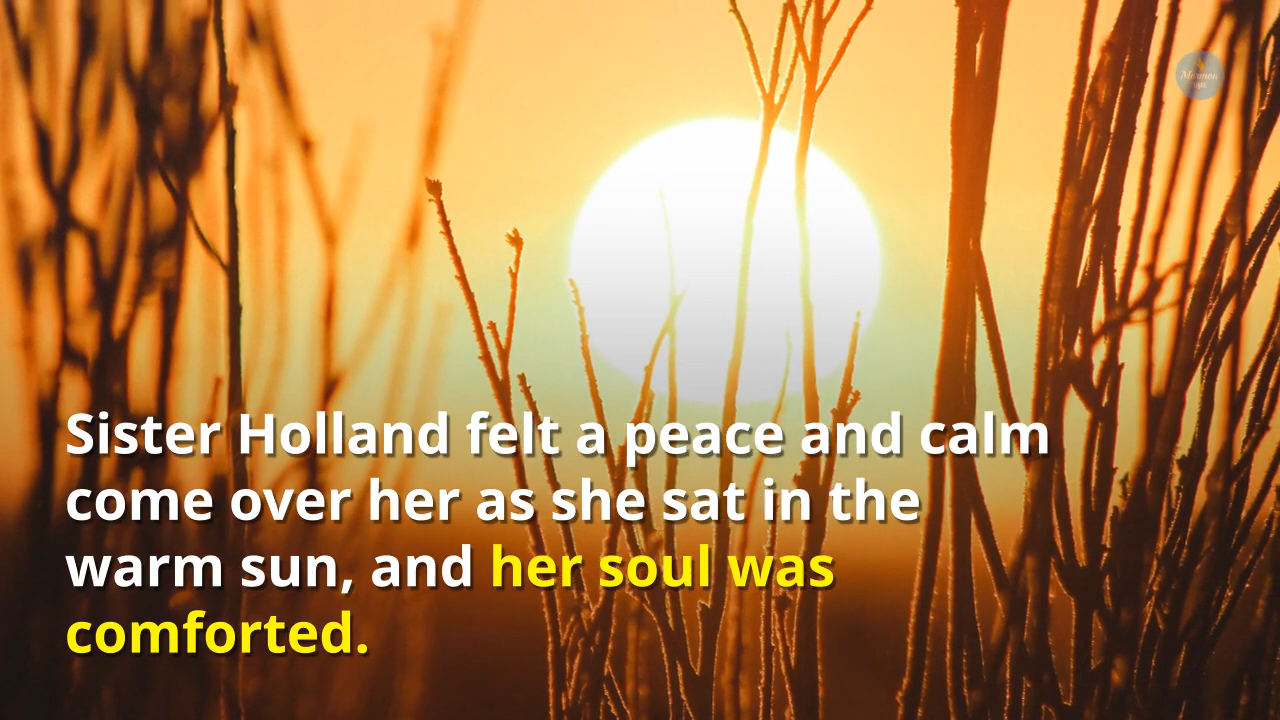 Mormon
Sister Holland felt a peace and calm
come over her as she sat in the
warm sun, and her soul was
comforted.